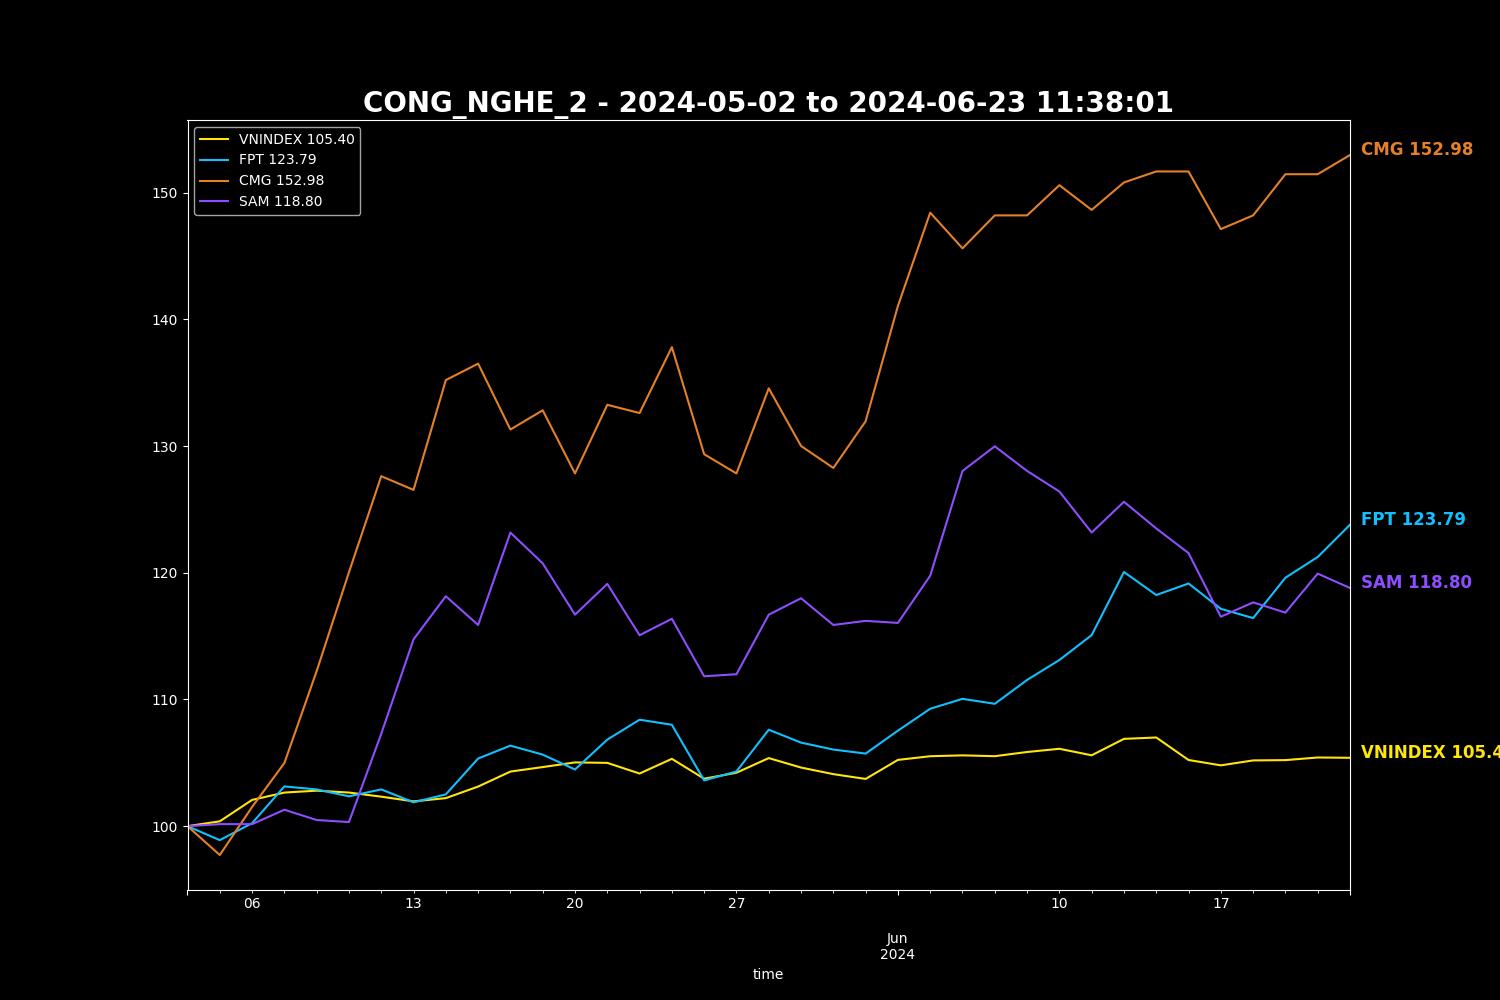 CONG_NGHE_2 - 2024-05-02 to 2024-06-23 11:38:01
VNINDEX 105.40
FPT 123.79
CMG 152.98
SAM 118.80
150
140
130
120
110
100
CMG 152.98
FPT 123.79
SAM 118.80
VNINDEX 105.4
06 13 20 27 10 17
Jun
2024
time